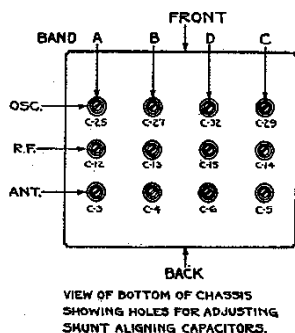 FRONT
BAND A B D C
OSC.
C-25 C-27 C-32 C-29
R.F.
C-12 C-13 C-15 C-14
ANT.
C-3 C-4 C-6 C-5
BACK
VIEW OF BOTTOM OF CHASSIS
SHOWING HOLES FOR ADJUSTING
SHUNT ALIGNING CAPACITORS.